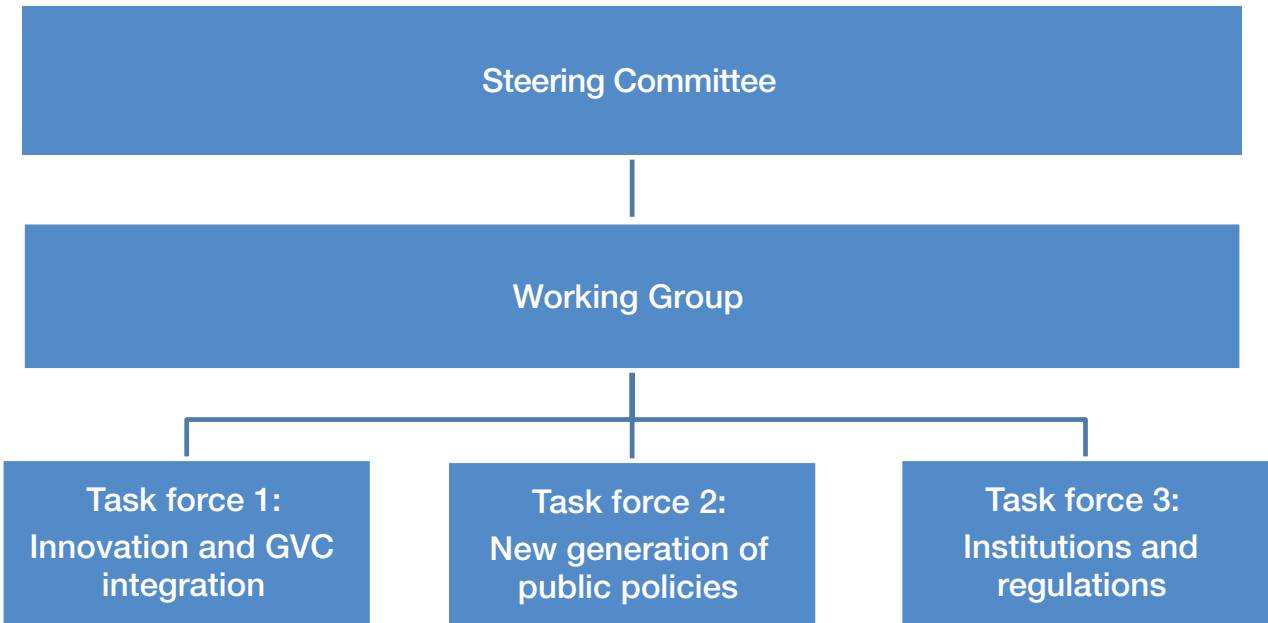 Steering Committee
Working Group
Task force 1:
Innovation and GVC
integration
Task force 2:
New generation of
public policies
Task force 3:
Institutions and
regulations